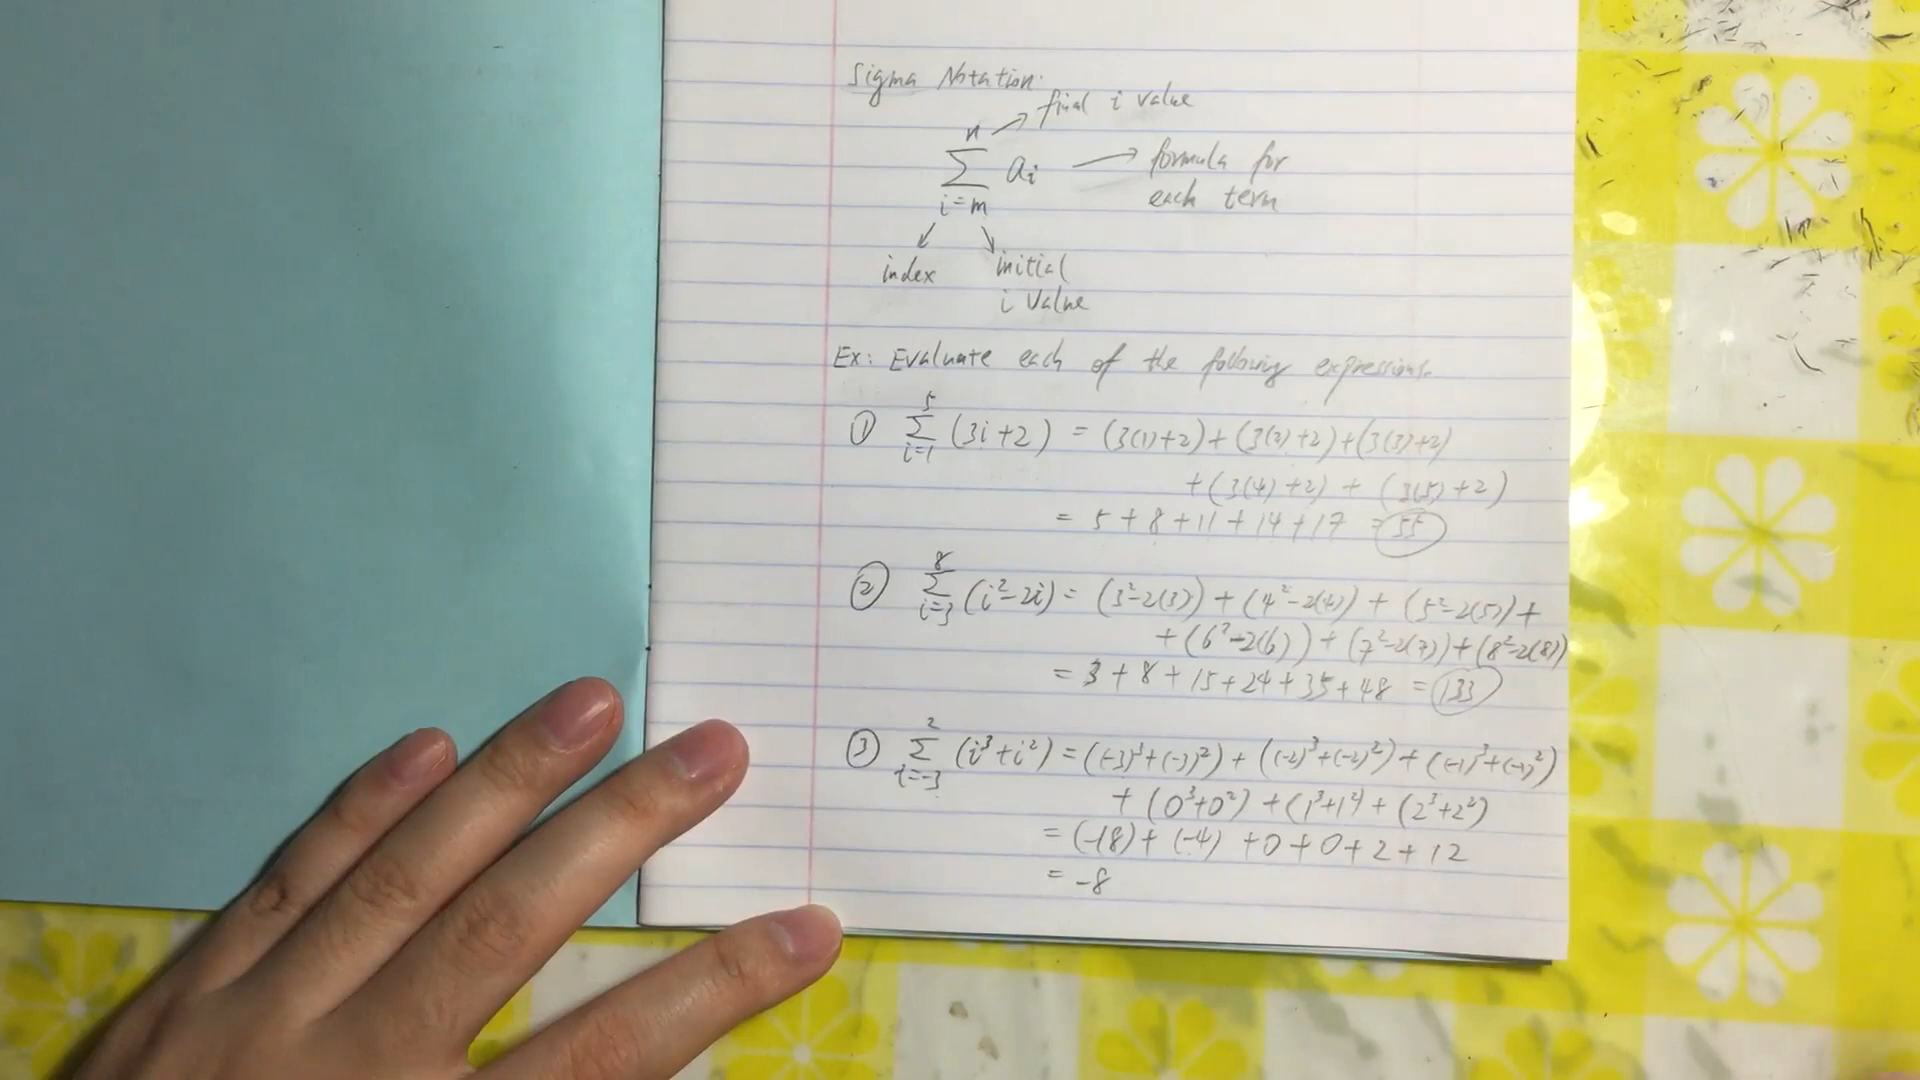 Sigma Notation:
n → final i value
∑ aᵢ → formula for
i=m each term
index initial
i value
Ex: Evaluate each of the following expressions.
① ∑_{i=1}^{5} (3i+2) = (3(1)+2)+(3(2)+2)+(3(3)+2)
+(3(4)+2) + (3(5)+2)
= 5+8+11+14+17 = 55
② ∑_{i=3}^{8} (i²-2i) = (3²-2(3)) + (4²-2(4)) + (5²-2(5)) +
+ (6²-2(6)) + (7²-2(7)) + (8²-2(8))
= 3+8+15+24+35+48 = 133
③ ∑_{i=-3}^{2} (i³+i²) = ((-3)³+(-3)²) + ((-2)³+(-2)²) + ((-1)³+(-1)²)
+ (0³+0²) + (1³+1²) + (2³+2²)
= (-18) + (-4) + 0 + 0 + 2 + 12
= -8